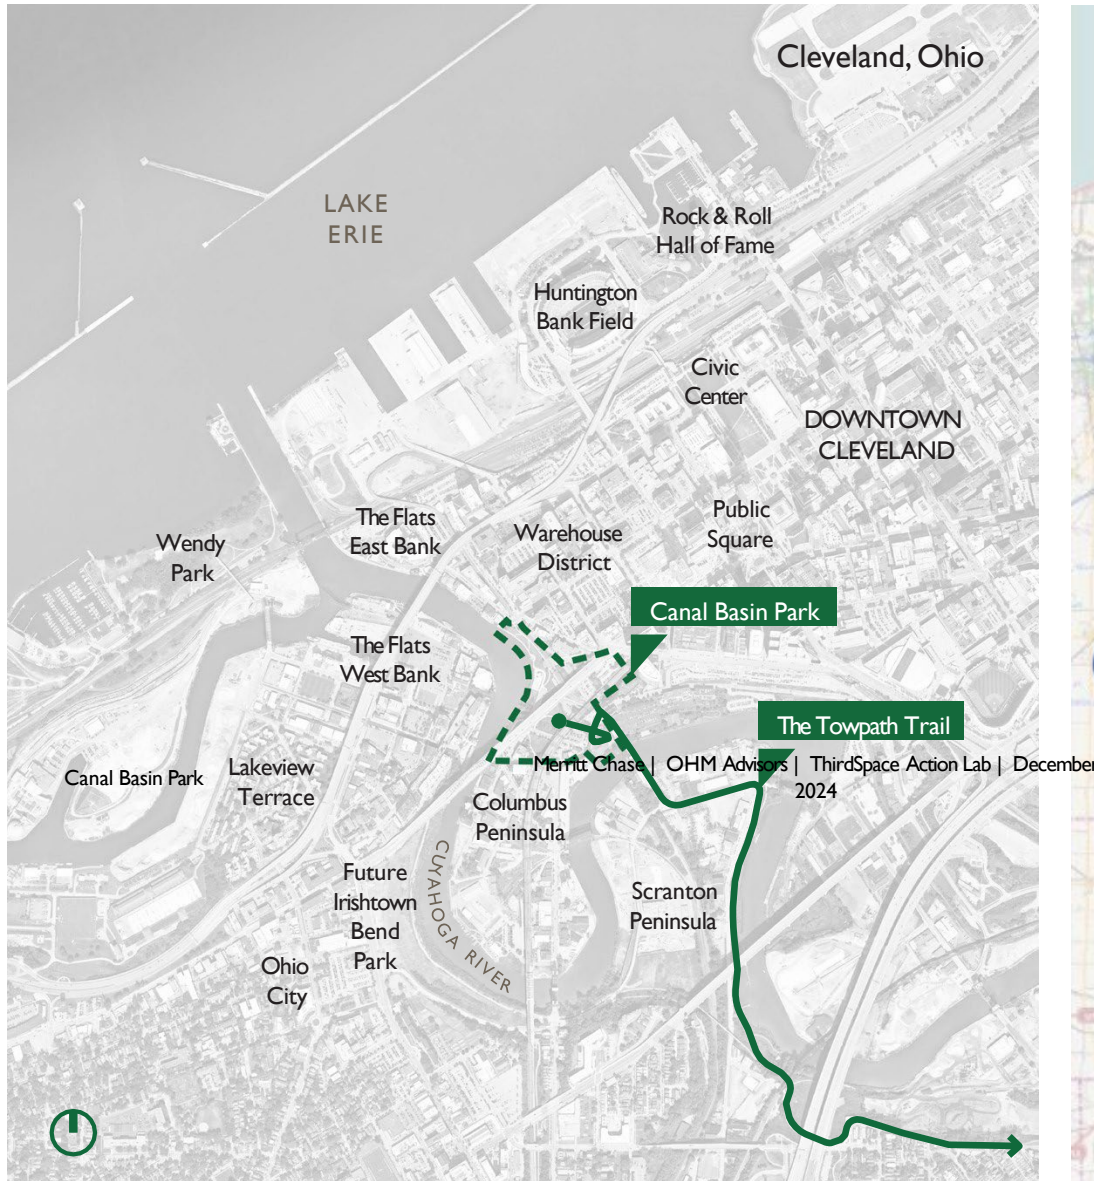 Cleveland, Ohio
LAKE
ERIE
Rock & Roll
Hall of Fame
Huntington
Bank Field
Civic
Center
DOWNTOWN
CLEVELAND
Public
Square
The Flats
East Bank
Warehouse
District
Wendy
Park
Canal Basin Park
The Flats
West Bank
The Towpath Trail
Merritt Chase | OHM Advisors | ThirdSpace Action Lab | December
2024
Canal Basin Park
Lakeview
Terrace
Columbus
Peninsula
CUYAHOGA RIVER
Future
Irishtown
Bend
Park
Scranton
Peninsula
Ohio
City